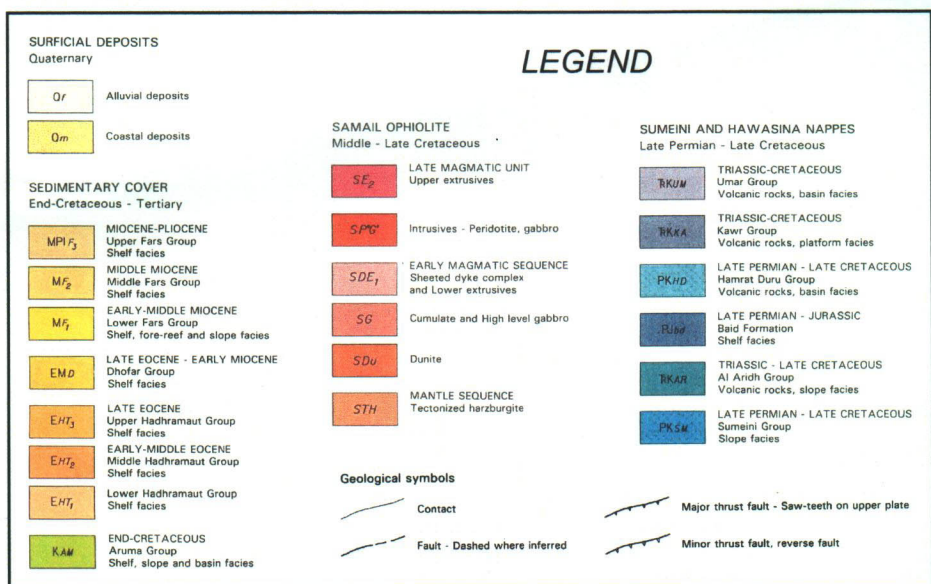 LEGEND
SURFICIAL DEPOSITS
Quaternary
Qr
Alluvial deposits
Qm
Coastal deposits
SEDIMENTARY COVER
End-Cretaceous - Tertiary
MPlF3
MIOCENE-PLIOCENE
Upper Fars Group
Shelf facies
MF2
MIDDLE MIOCENE
Middle Fars Group
Shelf facies
MF1
EARLY-MIDDLE MIOCENE
Lower Fars Group
Shelf, fore-reef and slope facies
EMD
LATE EOCENE - EARLY MIOCENE
Dhofar Group
Shelf facies
EHT3
LATE EOCENE
Upper Hadhramaut Group
Shelf facies
EHT2
EARLY-MIDDLE EOCENE
Middle Hadhramaut Group
Shelf facies
EHT1
Lower Hadhramaut Group
Shelf facies
KAM
END-CRETACEOUS
Aruma Group
Shelf, slope and basin facies
SAMAIL OPHIOLITE
Middle - Late Cretaceous
SE2
LATE MAGMATIC UNIT
Upper extrusives
Intrusives - Peridotite, gabbro
SDE1
EARLY MAGMATIC SEQUENCE
Sheeted dyke complex
and Lower extrusives
SG
Cumulate and High level gabbro
SDu
Dunite
STH
MANTLE SEQUENCE
Tectonized harzburgite
SUMEINI AND HAWASINA NAPPES
Late Permian - Late Cretaceous
TRKUM
TRIASSIC-CRETACEOUS
Umar Group
Volcanic rocks, basin facies
TRKKA
TRIASSIC-CRETACEOUS
Kawr Group
Volcanic rocks, platform facies
PKHD
LATE PERMIAN - LATE CRETACEOUS
Hamrat Duru Group
Volcanic rocks, basin facies
LATE PERMIAN - JURASSIC
Baid Formation
Shelf facies
TRKAR
TRIASSIC - LATE CRETACEOUS
Al Aridh Group
Volcanic rocks, slope facies
PKSM
LATE PERMIAN - LATE CRETACEOUS
Sumeini Group
Slope facies
Geological symbols
Contact
Fault - Dashed where inferred
Major thrust fault - Saw-teeth on upper plate
Minor thrust fault, reverse fault